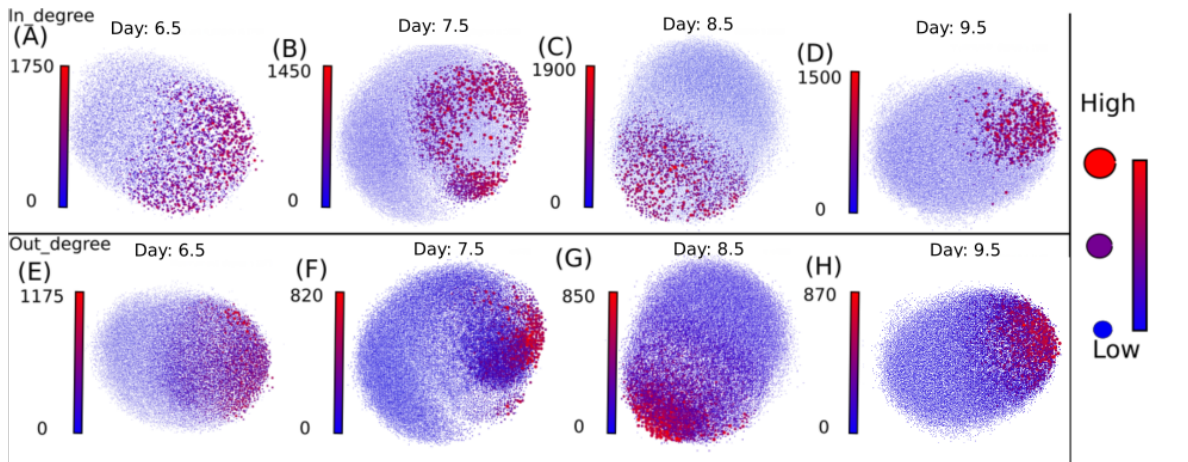 In_degree
(A) Day: 6.5
1750
0
(B) Day: 7.5
1450
0
(C) Day: 8.5
1900
0
(D) Day: 9.5
1500
0
Out_degree
(E) Day: 6.5
1175
0
(F) Day: 7.5
820
0
(G) Day: 8.5
850
0
(H) Day: 9.5
870
0
High
Low